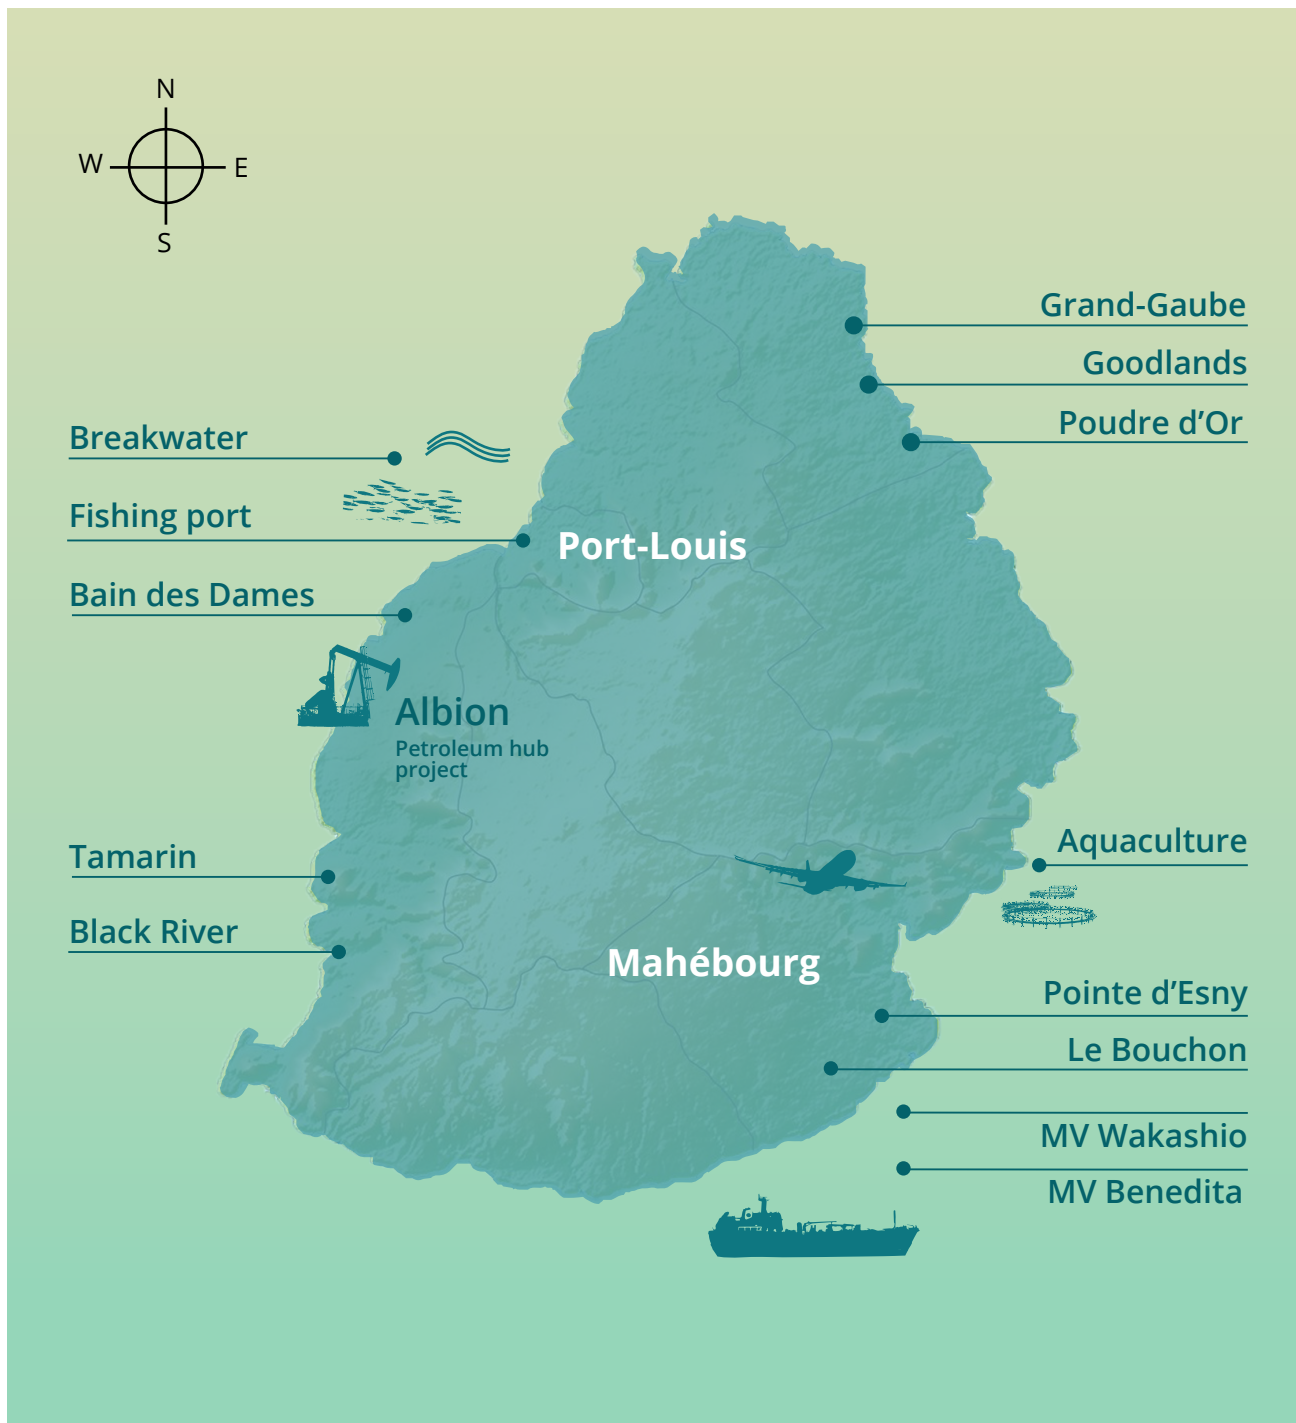 N
W
E
S
Grand-Gaube
Goodlands
Poudre d’Or
Breakwater
Fishing port
Port-Louis
Bain des Dames
Albion
Petroleum hub
project
Tamarin
Aquaculture
Black River
Mahébourg
Pointe d’Esny
Le Bouchon
MV Wakashio
MV Benedita